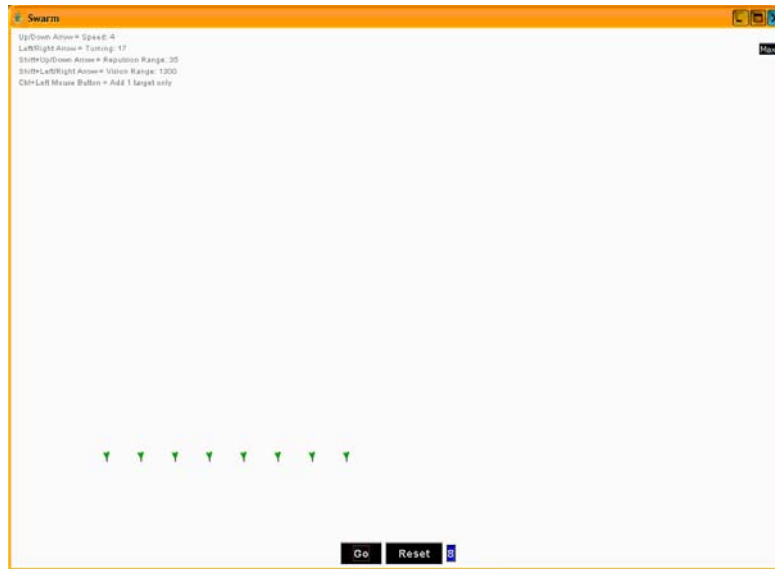 Swarm
Up/Down Arrow = Speed: 4
Left/Right Arrow = Turning: 17
Shift+Up/Down Arrow = Repulsion Range: 35
Shift+Left/Right Arrow = Vision Range: 1300
Ctrl+Left Mouse Button = Add 1 target only
Max
Go Reset 8